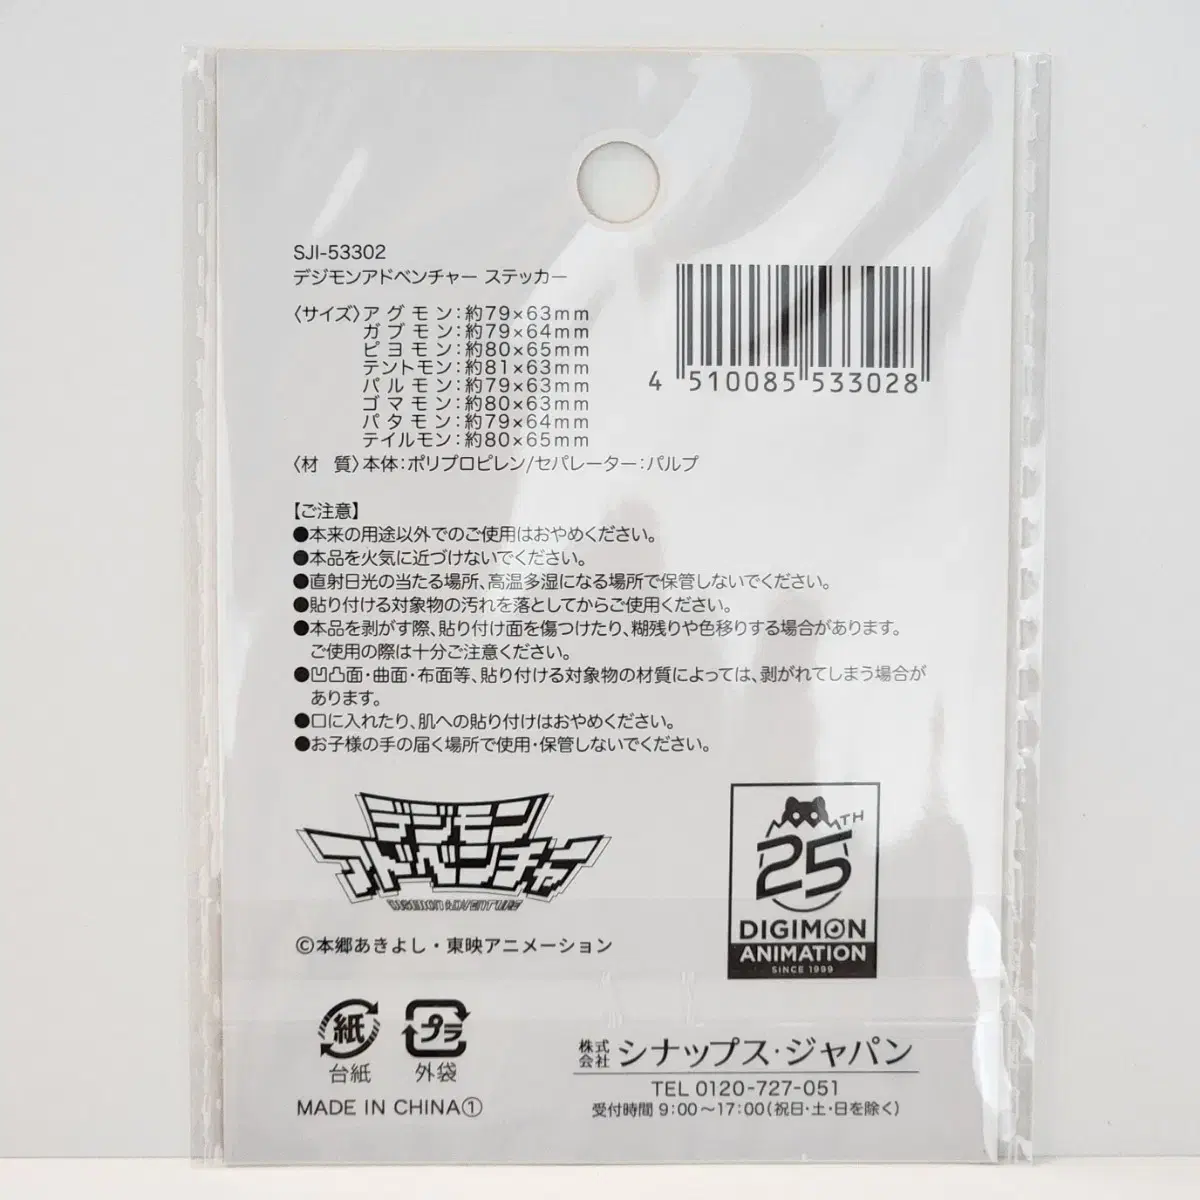 SJI-53302
デジモンアドベンチャー ステッカー
〈サイズ〉アグモン：約79×63mm
ガブモン：約79×64mm
ピヨモン：約80×65mm
テントモン：約81×63mm
パルモン：約79×63mm
ゴマモン：約80×63mm
パタモン：約79×64mm
テイルモン：約80×65mm
〈材 質〉本体：ポリプロピレン/セパレーター：パルプ
4 510085 533028
【ご注意】
●本来の用途以外でのご使用はおやめください。
●本品を火気に近づけないでください。
●直射日光の当たる場所、高温多湿になる場所で保管しないでください。
●貼り付ける対象物の汚れを落としてからご使用ください。
●本品を剥がす際、貼り付け面を傷つけたり、糊残りや色移りする場合があります。
ご使用の際は十分ご注意ください。
●凹凸面・曲面・布面等、貼り付ける対象物の材質によっては、剥がれてしまう場合が
あります。
●口に入れたり、肌への貼り付けはおやめください。
●お子様の手の届く場所で使用・保管しないでください。
デジモン
アドベンチャー
DIGIMON ADVENTURE
©本郷あきよし・東映アニメーション
25TH
DIGIMON
ANIMATION
SINCE 1999
紙
台紙
プラ
外袋
MADE IN CHINA①
株式会社 シナップス・ジャパン
TEL 0120-727-051
受付時間 9:00～17:00(祝日・土・日を除く)